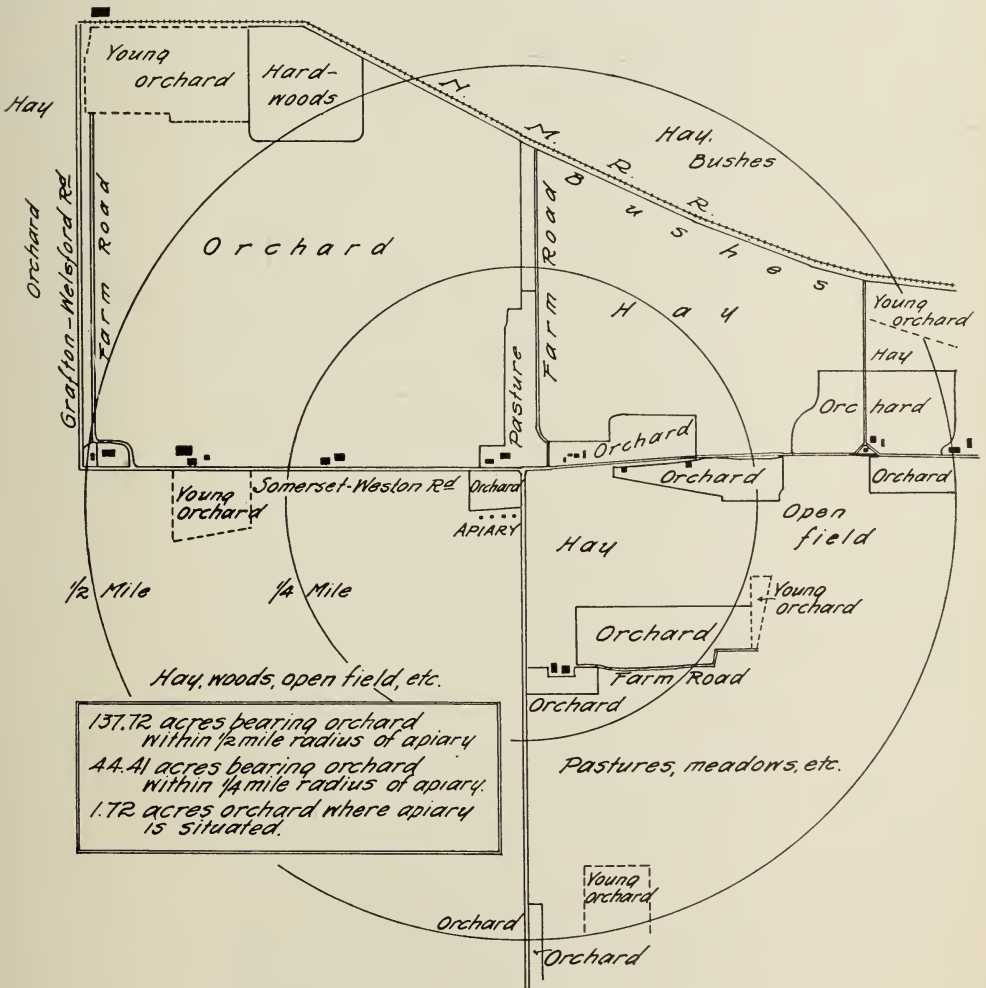 Young
orchard
Hard-
woods
Hay
N. M. R. R.
Hay,
Bushes
Bushes
Orchard
Grafton-Welsford Rd
Farm Road
Orchard
Pasture
Farm Road
Hay
Young
orchard
Hay
Orchard
Orchard
Young
orchard
Somerset-Weston Rd
Orchard
Orchard
Orchard
APIARY
Open
field
Hay
1/2 Mile
1/4 Mile
Young
orchard
Orchard
Farm Road
Orchard
Hay, woods, open field, etc.
137.72 acres bearing orchard
within 1/2 mile radius of apiary
44.41 acres bearing orchard
within 1/4 mile radius of apiary.
1.72 acres orchard where apiary
is situated.
Pastures, meadows, etc.
Young
orchard
Orchard
Orchard